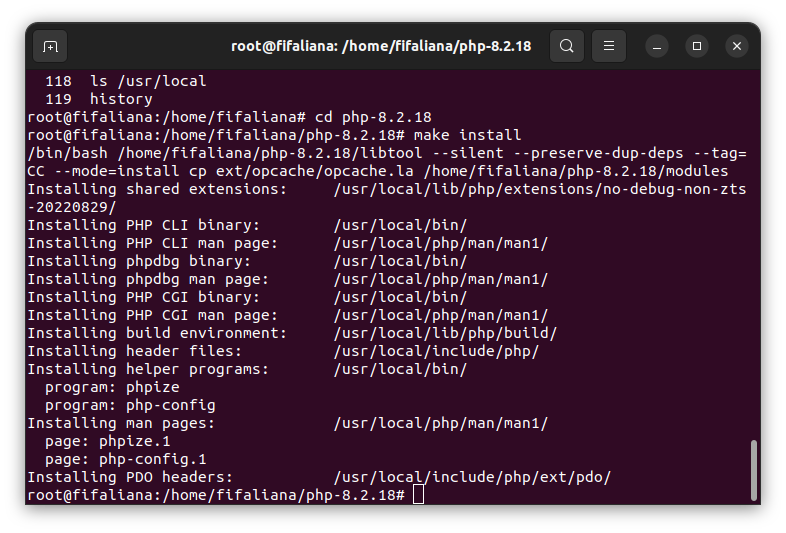 root@fifaliana: /home/fifaliana/php-8.2.18
118 ls /usr/local
119 history
root@fifaliana:/home/fifaliana# cd php-8.2.18
root@fifaliana:/home/fifaliana/php-8.2.18# make install
/bin/bash /home/fifaliana/php-8.2.18/libtool --silent --preserve-dup-deps --tag=
CC --mode=install cp ext/opcache/opcache.la /home/fifaliana/php-8.2.18/modules
Installing shared extensions:     /usr/local/lib/php/extensions/no-debug-non-zts
-20220829/
Installing PHP CLI binary:        /usr/local/bin/
Installing PHP CLI man page:      /usr/local/php/man/man1/
Installing phpdbg binary:         /usr/local/bin/
Installing phpdbg man page:       /usr/local/php/man/man1/
Installing PHP CGI binary:        /usr/local/bin/
Installing PHP CGI man page:      /usr/local/php/man/man1/
Installing build environment:     /usr/local/lib/php/build/
Installing header files:          /usr/local/include/php/
Installing helper programs:       /usr/local/bin/
  program: phpize
  program: php-config
Installing man pages:             /usr/local/php/man/man1/
  page: phpize.1
  page: php-config.1
Installing PDO headers:           /usr/local/include/php/ext/pdo/
root@fifaliana:/home/fifaliana/php-8.2.18#